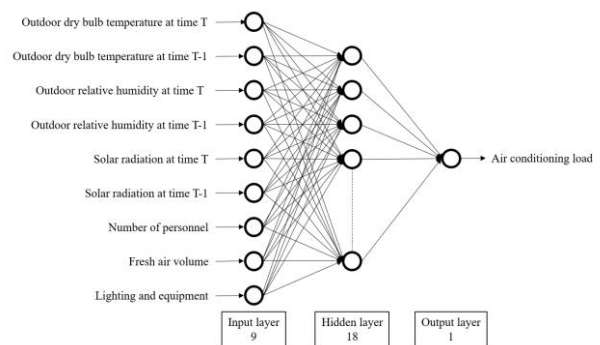 Outdoor dry bulb temperature at time T
Outdoor dry bulb temperature at time T-1
Outdoor relative humidity at time T
Outdoor relative humidity at time T-1
Solar radiation at time T
Solar radiation at time T-1
Number of personnel
Fresh air volume
Lighting and equipment
Air conditioning load
Input layer
9
Hidden layer
18
Output layer
1